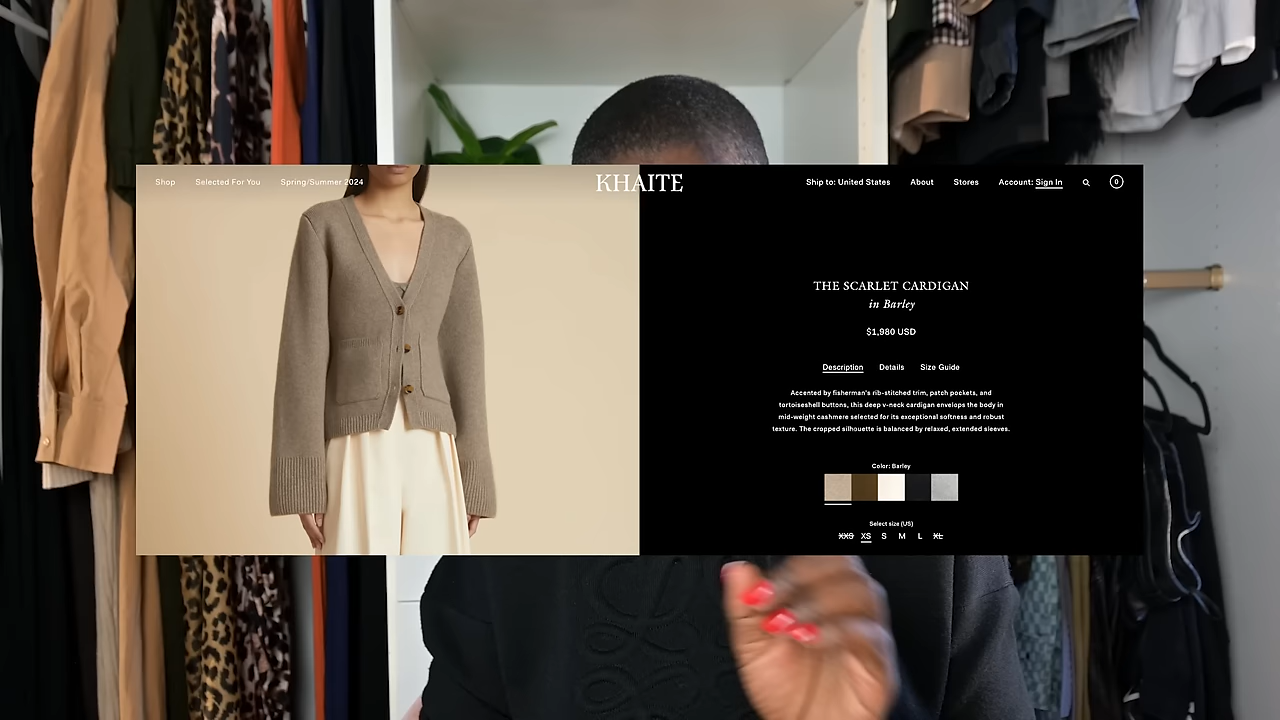 Shop Selected For You Spring/Summer 2024 KHAITE Ship to: United States About Stores Account: Sign In 0
THE SCARLET CARDIGAN
in Barley
$1,980 USD
Description Details Size Guide
Accented by fisherman's rib-stitched trim, patch pockets, and
tortoiseshell buttons, this deep v-neck cardigan envelops the body in
mid-weight cashmere selected for its exceptional softness and robust
texture. The cropped silhouette is balanced by relaxed, extended sleeves.
Color: Barley
Select size (US)
XXS XS S M L XL